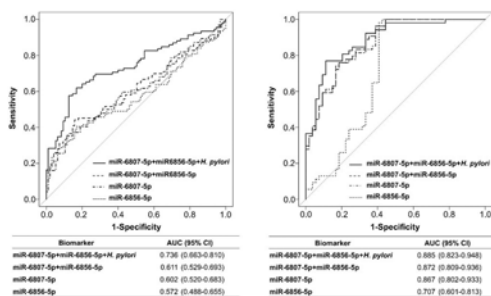 Sensitivity
1.0
0.8
0.6
0.4
0.2
0.0
0.0 0.2 0.4 0.6 0.8 1.0
1-Specificity
miR-6807-5p+miR6856-5p+H. pylori
miR-6807-5p+miR6856-5p
miR-6807-5p
miR-6856-5p
Biomarker AUC (95% CI)
miR-6807-5p+miR-6856-5p+H. pylori 0.736 (0.663-0.810)
miR-6807-5p+miR-6856-5p 0.611 (0.529-0.693)
miR-6807-5p 0.602 (0.520-0.683)
miR-6856-5p 0.572 (0.488-0.655)
Sensitivity
1.0
0.8
0.6
0.4
0.2
0.0
0.0 0.2 0.4 0.6 0.8 1.0
1-Specificity
miR-6807-5p+miR-6856-5p+H. pylori
miR-6807-5p+miR-6856-5p
miR-6807-5p
miR-6856-5p
Biomarker AUC (95% CI)
miR-6807-5p+miR-6856-5p+H. pylori 0.885 (0.823-0.948)
miR-6807-5p+miR-6856-5p 0.872 (0.809-0.936)
miR-6807-5p 0.867 (0.802-0.933)
miR-6856-5p 0.707 (0.601-0.813)